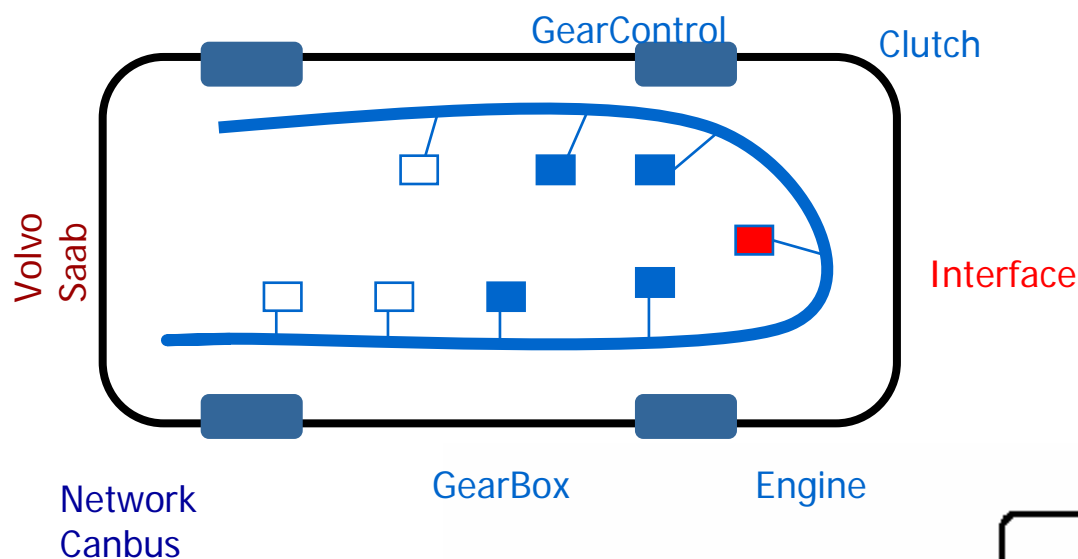 GearControl
Clutch
Volvo
Saab
Interface
GearBox
Engine
Network
Canbus